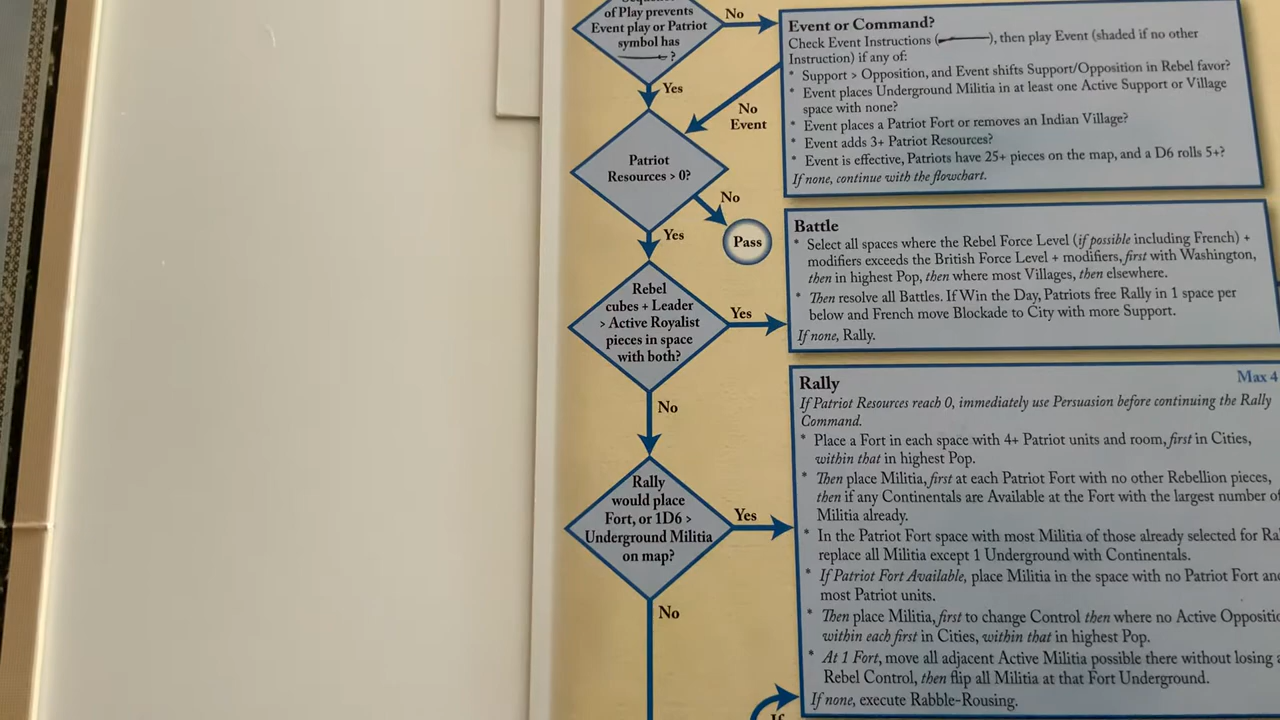 of Play prevents
Event play or Patriot
symbol has
?
No
Yes
Event or Command?
Check Event Instructions (), then play Event (shaded if no other
Instruction) if any of:
* Support > Opposition, and Event shifts Support/Opposition in Rebel favor?
* Event places Underground Militia in at least one Active Support or Village
space with none?
* Event places a Patriot Fort or removes an Indian Village?
* Event adds 3+ Patriot Resources?
* Event is effective, Patriots have 25+ pieces on the map, and a D6 rolls 5+?
If none, continue with the flowchart.
No
Event
Patriot
Resources > 0?
No
Pass
Yes
Rebel
cubes + Leader
> Active Royalist
pieces in space
with both?
Yes
No
Battle
* Select all spaces where the Rebel Force Level (if possible including French) +
modifiers exceeds the British Force Level + modifiers, first with Washington,
then in highest Pop, then where most Villages, then elsewhere.
* Then resolve all Battles. If Win the Day, Patriots free Rally in 1 space per
below and French move Blockade to City with more Support.
If none, Rally.
Rally
would place
Fort, or 1D6 >
Underground Militia
on map?
Yes
No
Rally
Max 4
If Patriot Resources reach 0, immediately use Persuasion before continuing the Rally
Command.
* Place a Fort in each space with 4+ Patriot units and room, first in Cities,
within that in highest Pop.
* Then place Militia, first at each Patriot Fort with no other Rebellion pieces,
then if any Continentals are Available at the Fort with the largest number of
Militia already.
* In the Patriot Fort space with most Militia of those already selected for
replace all Militia except 1 Underground with Continentals.
* If Patriot Fort Available, place Militia in the space with no Patriot Fort and
most Patriot units.
* Then place Militia, first to change Control then where no Active
within each first in Cities, within that in highest Pop.
* At 1 Fort, move all adjacent Active Militia possible there without losing
Rebel Control, then flip all Militia at that Fort Underground.
If none, execute Rabble-Rousing.
If